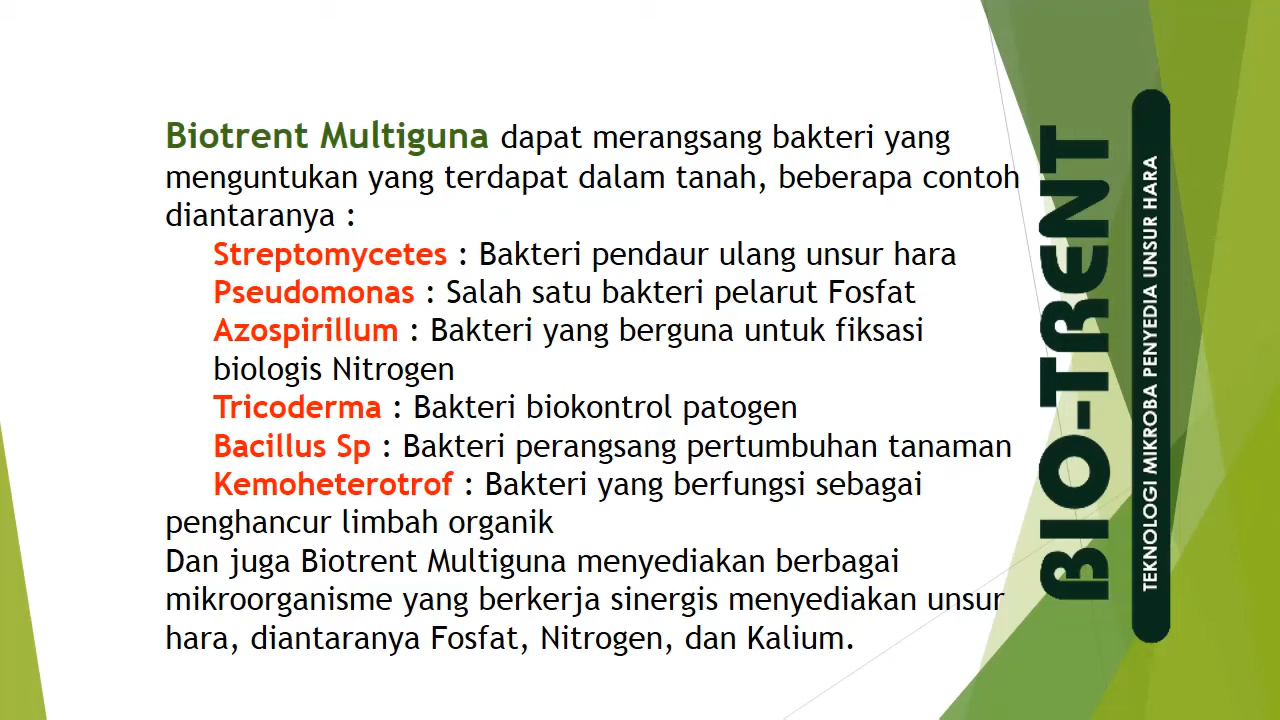 Biotrent Multiguna dapat merangsang bakteri yang
menguntukan yang terdapat dalam tanah, beberapa contoh
diantaranya :
Streptomycetes : Bakteri pendaur ulang unsur hara
Pseudomonas : Salah satu bakteri pelarut Fosfat
Azospirillum : Bakteri yang berguna untuk fiksasi
biologis Nitrogen
Tricoderma : Bakteri biokontrol patogen
Bacillus Sp : Bakteri perangsang pertumbuhan tanaman
Kemoheterotrof : Bakteri yang berfungsi sebagai
penghancur limbah organik
Dan juga Biotrent Multiguna menyediakan berbagai
mikroorganisme yang berkerja sinergis menyediakan unsur
hara, diantaranya Fosfat, Nitrogen, dan Kalium.
BIO-TRENT
TEKNOLOGI MIKROBA PENYEDIA UNSUR HARA